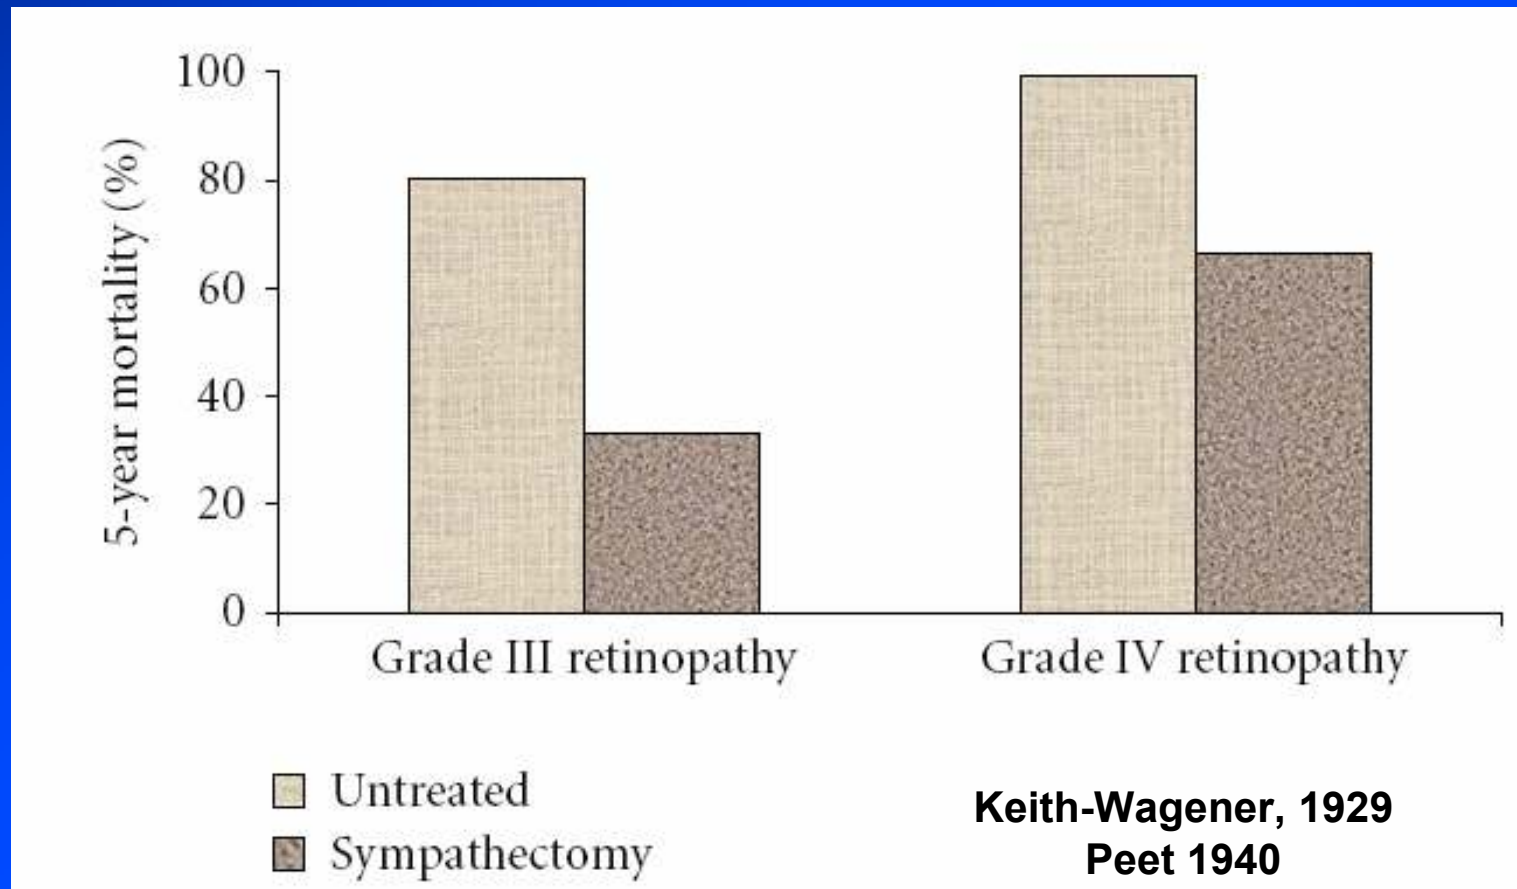 100
80
60
40
20
0
5-year mortality (%)
Grade III retinopathy
Grade IV retinopathy
Untreated
Sympathectomy
Keith-Wagener, 1929
Peet 1940